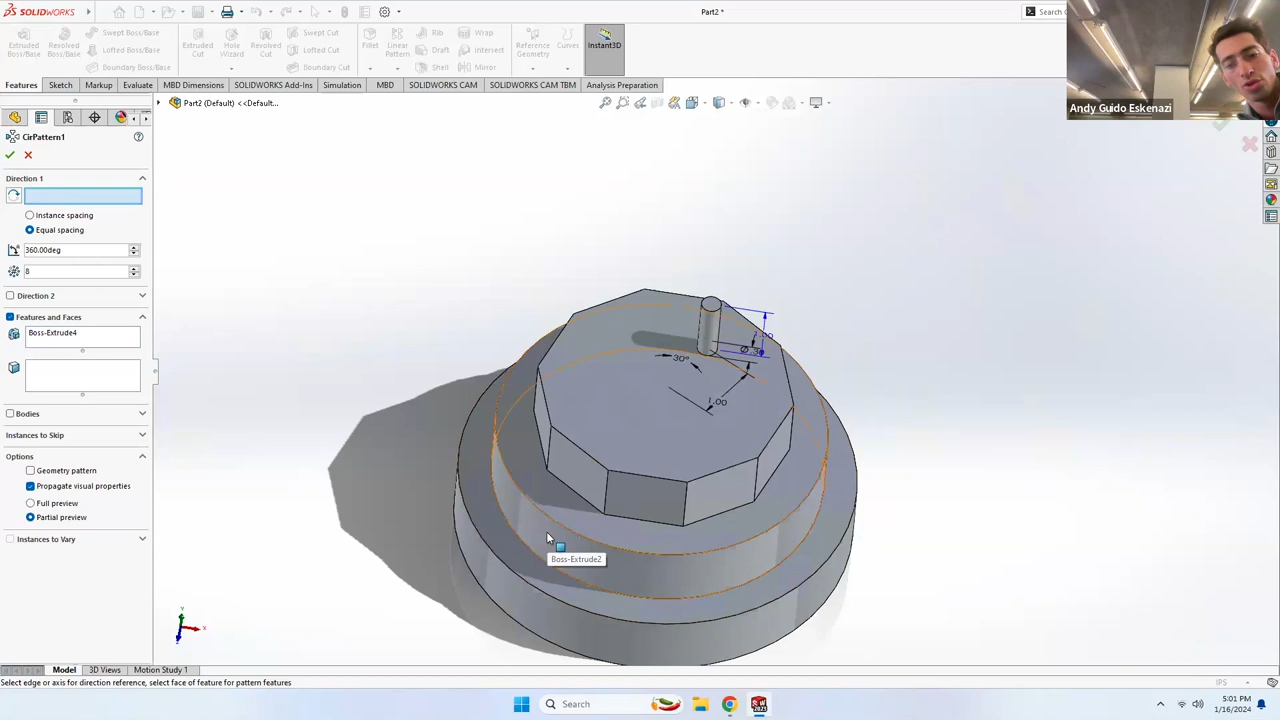 SOLIDWORKS
Part2 *
Search
Extruded Boss/Base
Revolved Boss/Base
Swept Boss/Base
Lofted Boss/Base
Boundary Boss/Base
Extruded Cut
Hole Wizard
Revolved Cut
Swept Cut
Lofted Cut
Boundary Cut
Fillet
Linear Pattern
Rib
Draft
Shell
Wrap
Intersect
Mirror
Reference Geometry
Curves
Instant3D
Features
Sketch
Markup
Evaluate
MBD Dimensions
SOLIDWORKS Add-Ins
Simulation
MBD
SOLIDWORKS CAM
SOLIDWORKS CAM TBM
Analysis Preparation
Part2 (Default) <<Default...
Andy Guido Eskenazi
CirPattern1
Direction 1
Instance spacing
Equal spacing
360.00deg
8
Direction 2
Features and Faces
Boss-Extrude4
Bodies
Instances to Skip
Options
Geometry pattern
Propagate visual properties
Full preview
Partial preview
Instances to Vary
30°
1.00
Boss-Extrude2
Model
3D Views
Motion Study 1
Select edge or axis for direction reference, select face of feature for pattern features
IPS
Search
5:01 PM
1/16/2024